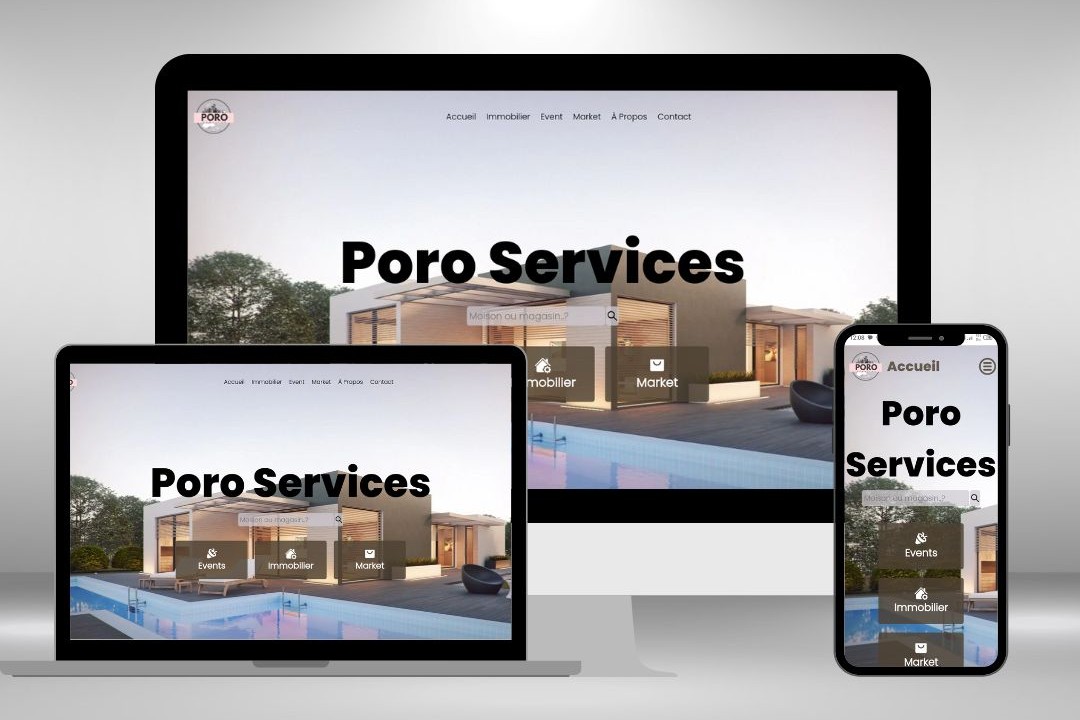 PORO
Accueil Immobilier Event Market À Propos Contact
Poro Services
Maison ou magasin..?
mobilier
Market
Accueil Immobilier Event Market À Propos Contact
Poro Services
Maison ou magasin..?
Events
Immobilier
Market
12:08
PORO
Accueil
Poro
Services
Maison ou magasin..?
Events
Immobilier
Market